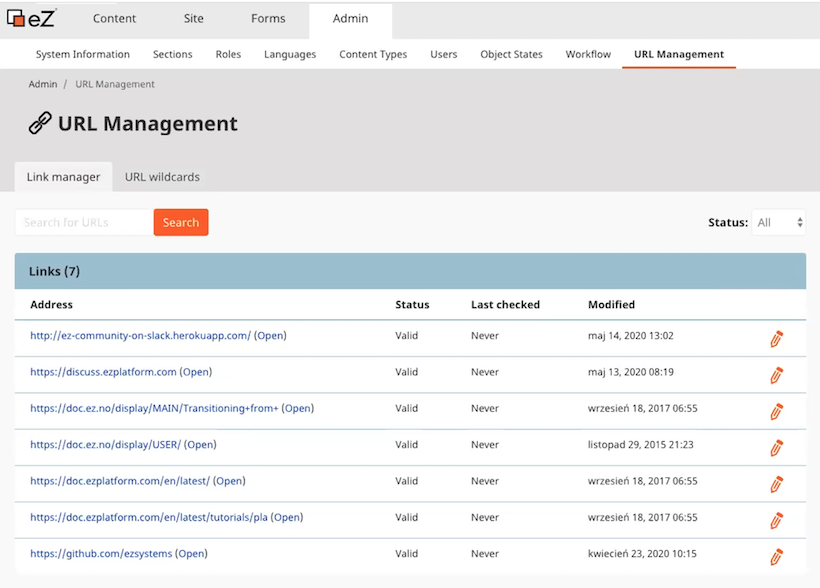 eZ Content Site Forms Admin
System Information Sections Roles Languages Content Types Users Object States Workflow URL Management
Admin / URL Management
URL Management
Link manager URL wildcards
Search for URLs Search Status: All
Links (7)
Address Status Last checked Modified
http://ez-community-on-slack.herokuapp.com/ (Open) Valid Never maj 14, 2020 13:02
https://discuss.ezplatform.com (Open) Valid Never maj 13, 2020 08:19
https://doc.ez.no/display/MAIN/Transitioning+from+ (Open) Valid Never wrzesień 18, 2017 06:55
https://doc.ez.no/display/USER/ (Open) Valid Never listopad 29, 2015 21:23
https://doc.ezplatform.com/en/latest/ (Open) Valid Never wrzesień 18, 2017 06:55
https://doc.ezplatform.com/en/latest/tutorials/pla (Open) Valid Never wrzesień 18, 2017 06:55
https://github.com/ezsystems (Open) Valid Never kwiecień 23, 2020 10:15